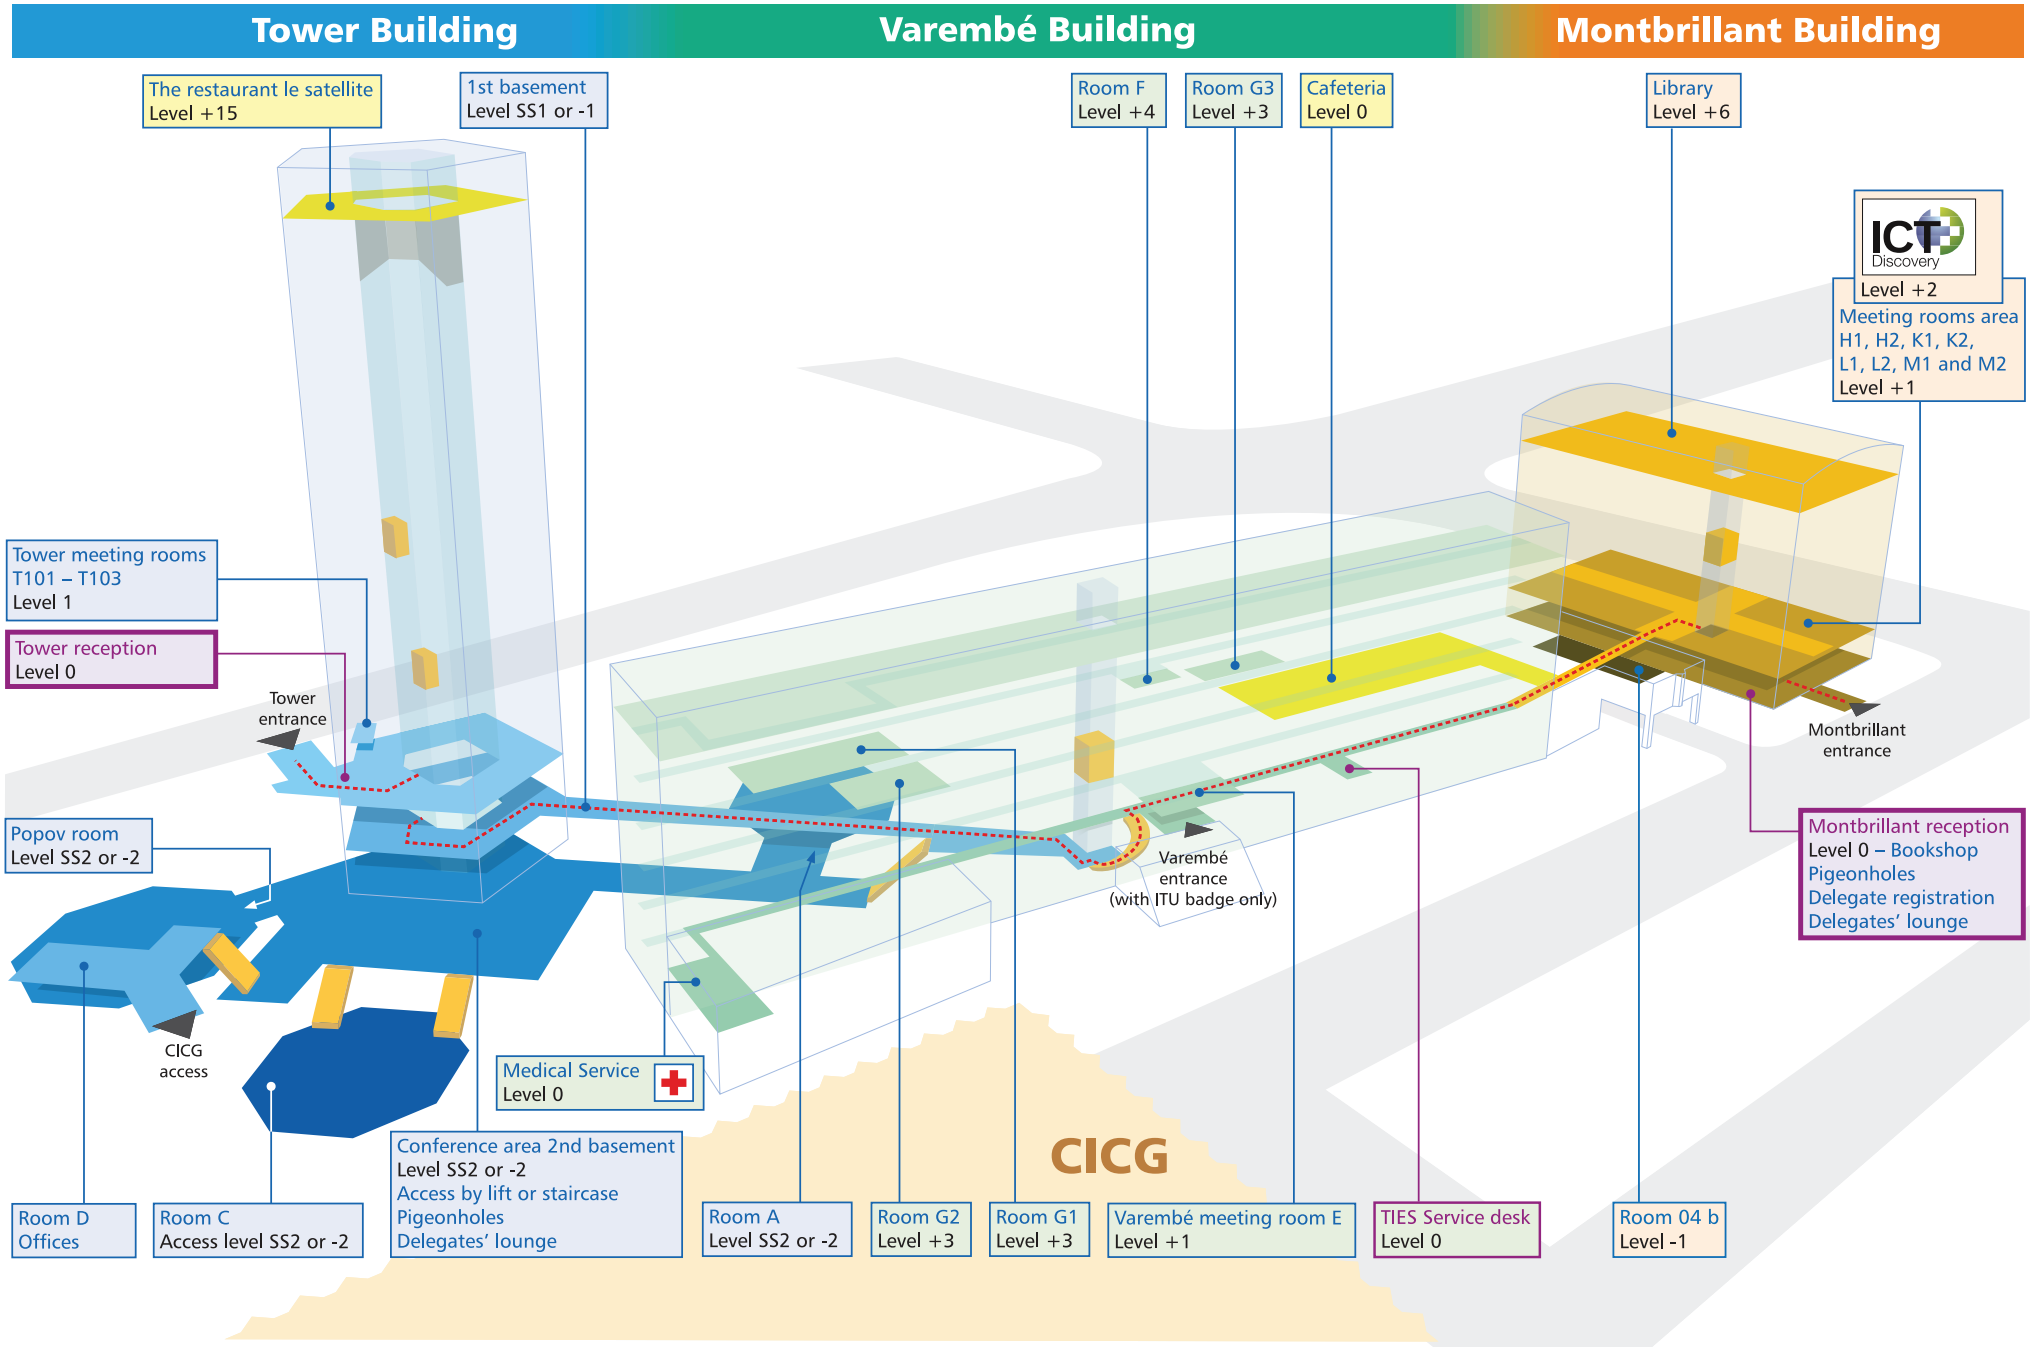 Tower Building
Varembé Building
Montbrillant Building
The restaurant le satellite
Level +15
1st basement
Level SS1 or -1
Room F
Level +4
Room G3
Level +3
Cafeteria
Level 0
Library
Level +6
ICT
Discovery
Level +2
Meeting rooms area
H1, H2, K1, K2,
L1, L2, M1 and M2
Level +1
Tower meeting rooms
T101 – T103
Level 1
Tower reception
Level 0
Tower
entrance
Montbrillant
entrance
Popov room
Level SS2 or -2
Varembé
entrance
(with ITU badge only)
Montbrillant reception
Level 0 – Bookshop
Pigeonholes
Delegate registration
Delegates’ lounge
CICG
access
Medical Service
Level 0
Conference area 2nd basement
Level SS2 or -2
Access by lift or staircase
Pigeonholes
Delegates’ lounge
CICG
Room D
Offices
Room C
Access level SS2 or -2
Room A
Level SS2 or -2
Room G2
Level +3
Room G1
Level +3
Varembé meeting room E
Level +1
TIES Service desk
Level 0
Room 04 b
Level -1